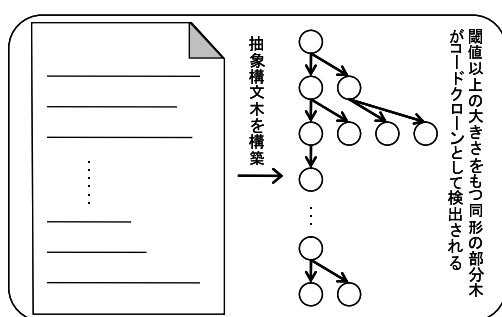 抽象構文木を構築
閾値以上の大きさをもつ同形の部分木
がコードクローンとして検出される